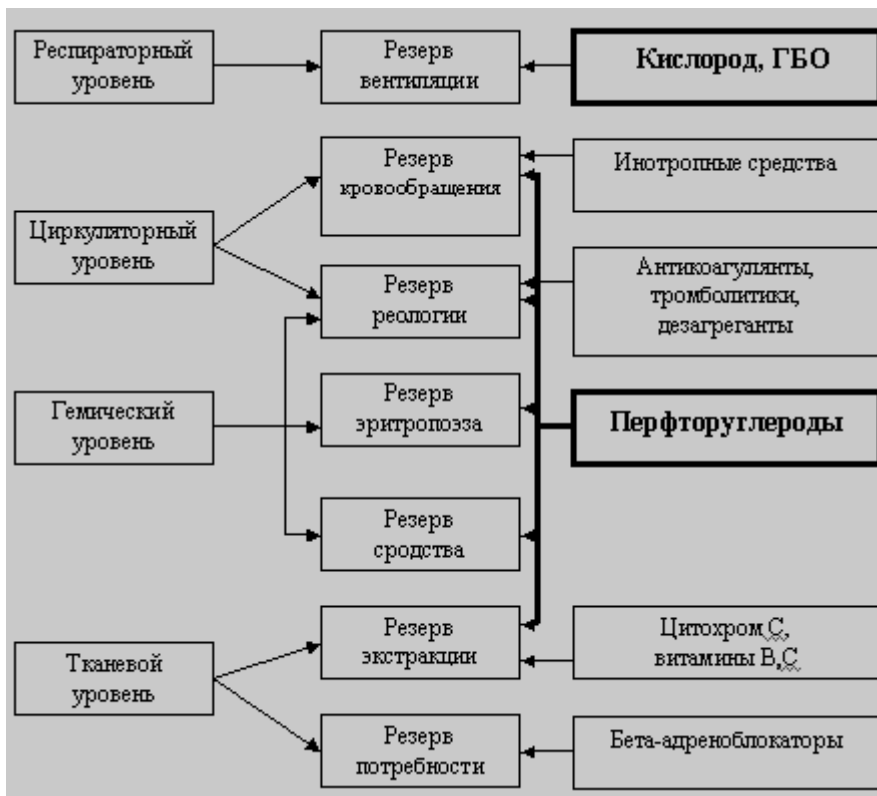 Респираторный
уровень
Резерв
вентиляции
Кислород, ГБО
Резерв
кровообращения
Инотропные средства
Циркуляторный
уровень
Резерв
реологии
Антикоагулянты,
тромболитики,
дезагреганты
Гемический
уровень
Резерв
эритропоэза
Перфторуглероды
Резерв
сродства
Тканевой
уровень
Резерв
экстракции
Цитохром С,
витамины В,С
Резерв
потребности
Бета-адреноблокаторы